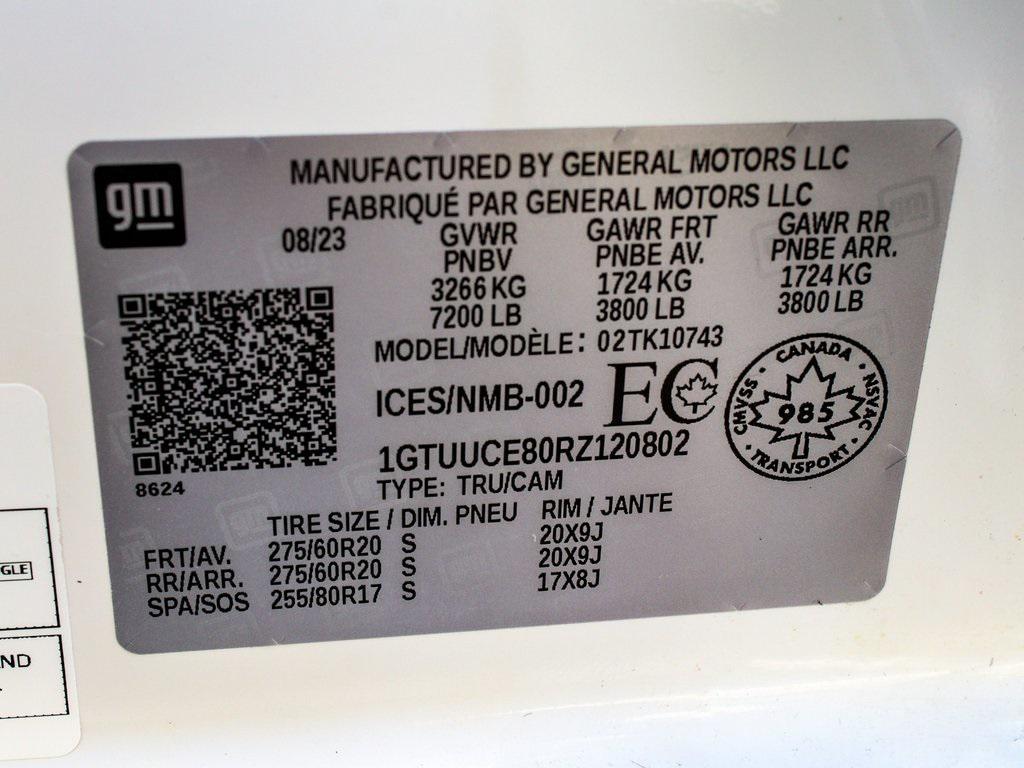 gm
MANUFACTURED BY GENERAL MOTORS LLC
FABRIQUÉ PAR GENERAL MOTORS LLC
08/23
GVWR
PNBV
3266 KG
7200 LB
GAWR FRT
PNBE AV.
1724 KG
3800 LB
GAWR RR
PNBE ARR.
1724 KG
3800 LB
MODEL/MODÈLE: 02TK10743
ICES/NMB-002
EC
CANADA
CMVSS 985 NSVAC
TRANSPORT
1GTUUCE80RZ120802
8624
TYPE: TRU/CAM
TIRE SIZE / DIM. PNEU RIM / JANTE
FRT/AV. 275/60R20 S 20X9J
RR/ARR. 275/60R20 S 20X9J
SPA/SOS 255/80R17 S 17X8J
GLE
ND